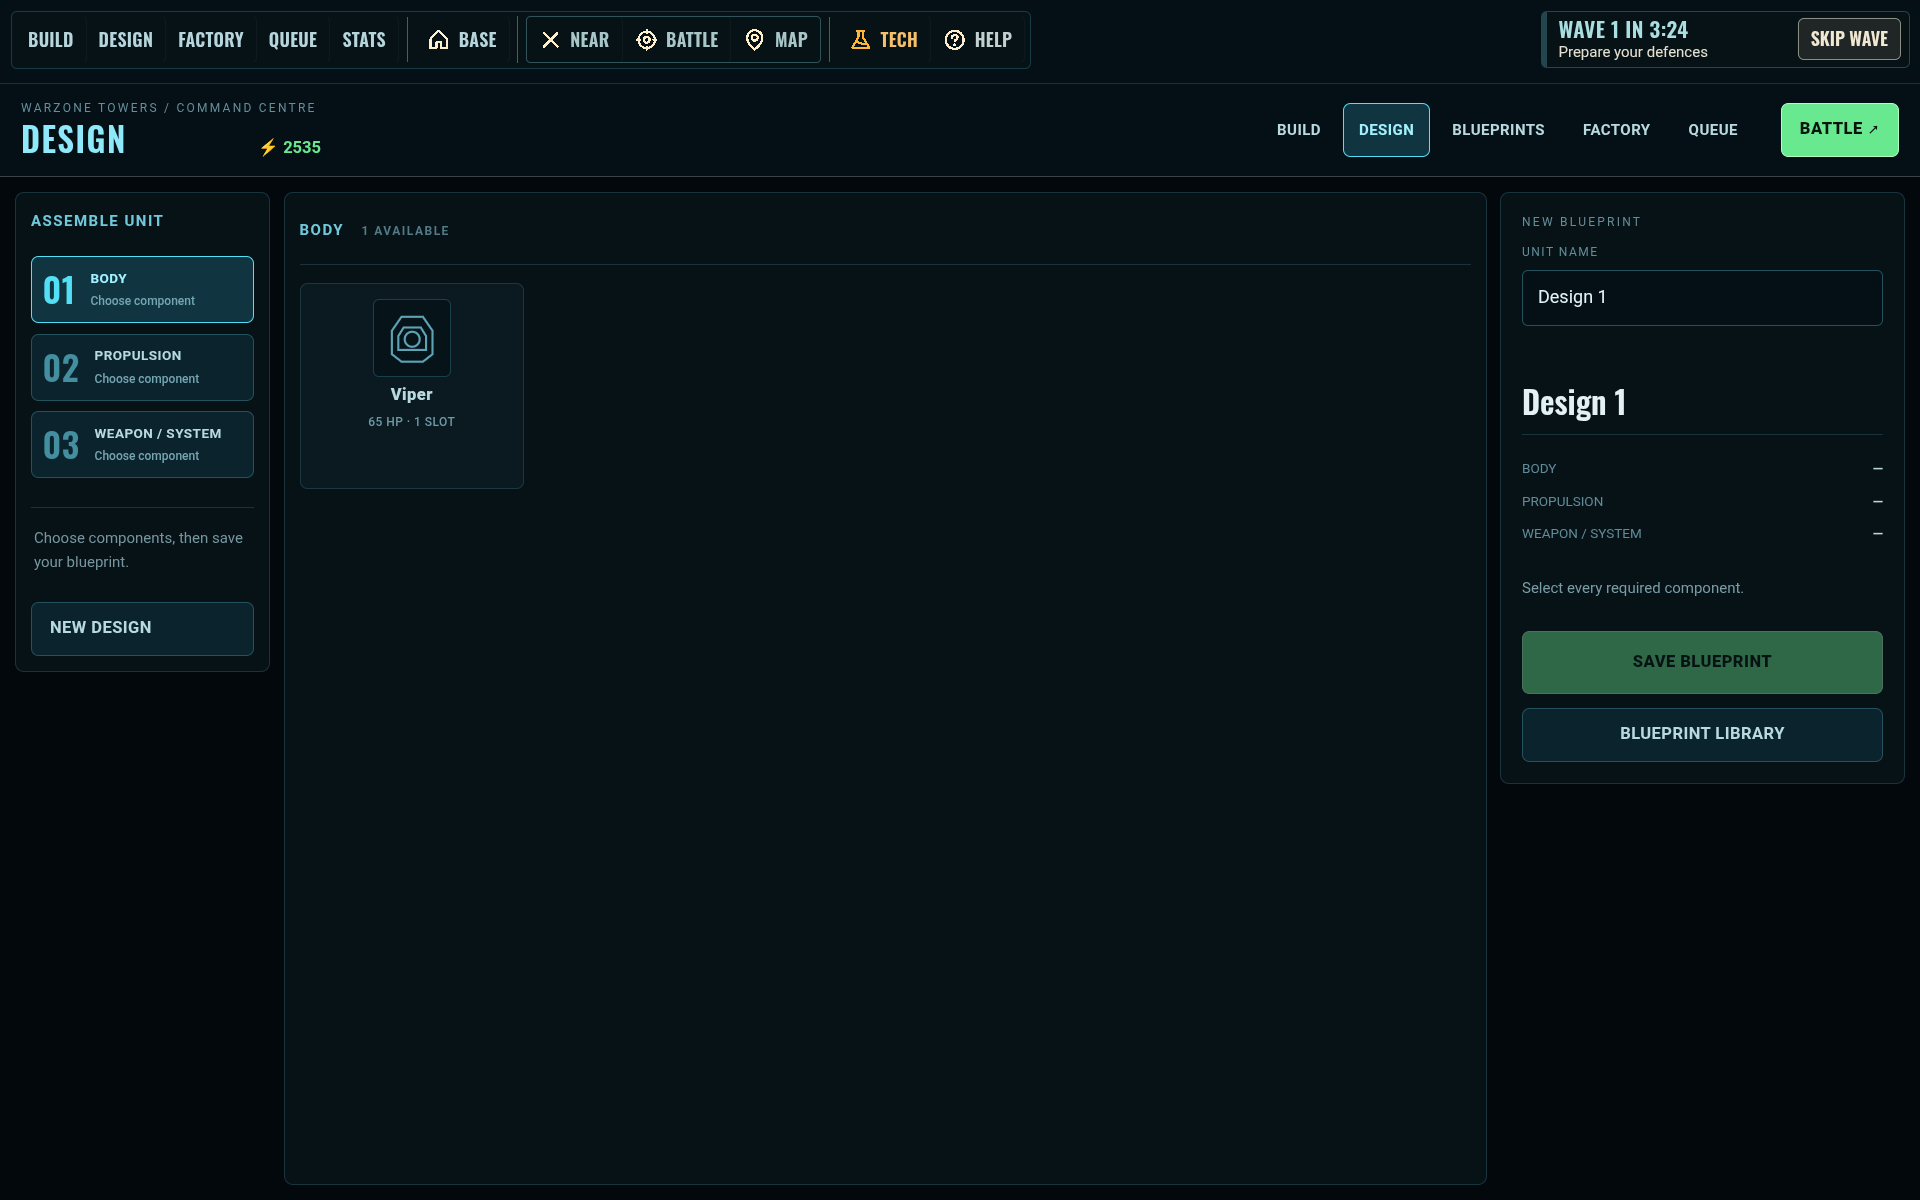 BUILD DESIGN FACTORY QUEUE STATS BASE NEAR BATTLE MAP TECH HELP
WAVE 1 IN 3:24
Prepare your defences
SKIP WAVE
WARZONE TOWERS / COMMAND CENTRE
DESIGN
⚡ 2535
BUILD DESIGN BLUEPRINTS FACTORY QUEUE BATTLE ↗
ASSEMBLE UNIT
01 BODY
Choose component
02 PROPULSION
Choose component
03 WEAPON / SYSTEM
Choose component
Choose components, then save
your blueprint.
NEW DESIGN
BODY 1 AVAILABLE
Viper
65 HP · 1 SLOT
NEW BLUEPRINT
UNIT NAME
Design 1
Design 1
BODY –
PROPULSION –
WEAPON / SYSTEM –
Select every required component.
SAVE BLUEPRINT
BLUEPRINT LIBRARY